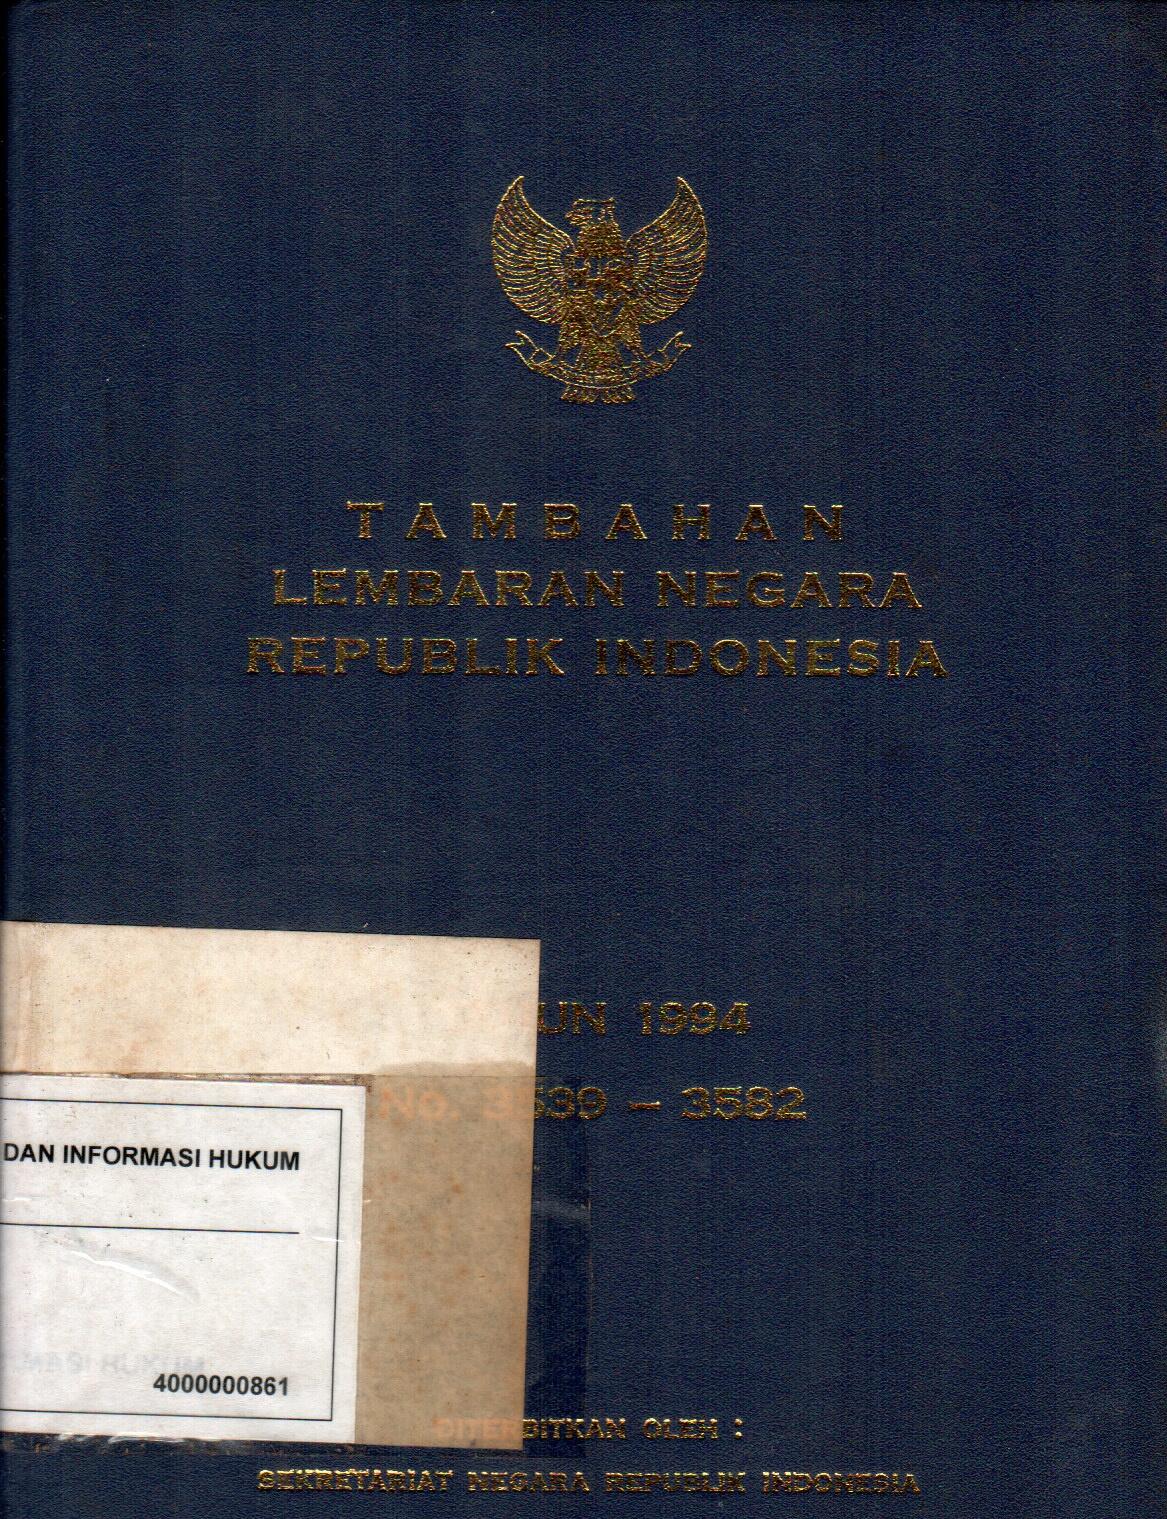 TAMBAHAN
LEMBARAN NEGARA
REPUBLIK INDONESIA
UN 1994
No. 3539 – 3582
DAN INFORMASI HUKUM
4000000861
DITERBITKAN OLEH :
SEKRETARIAT NEGARA REPUBLIK INDONESIA